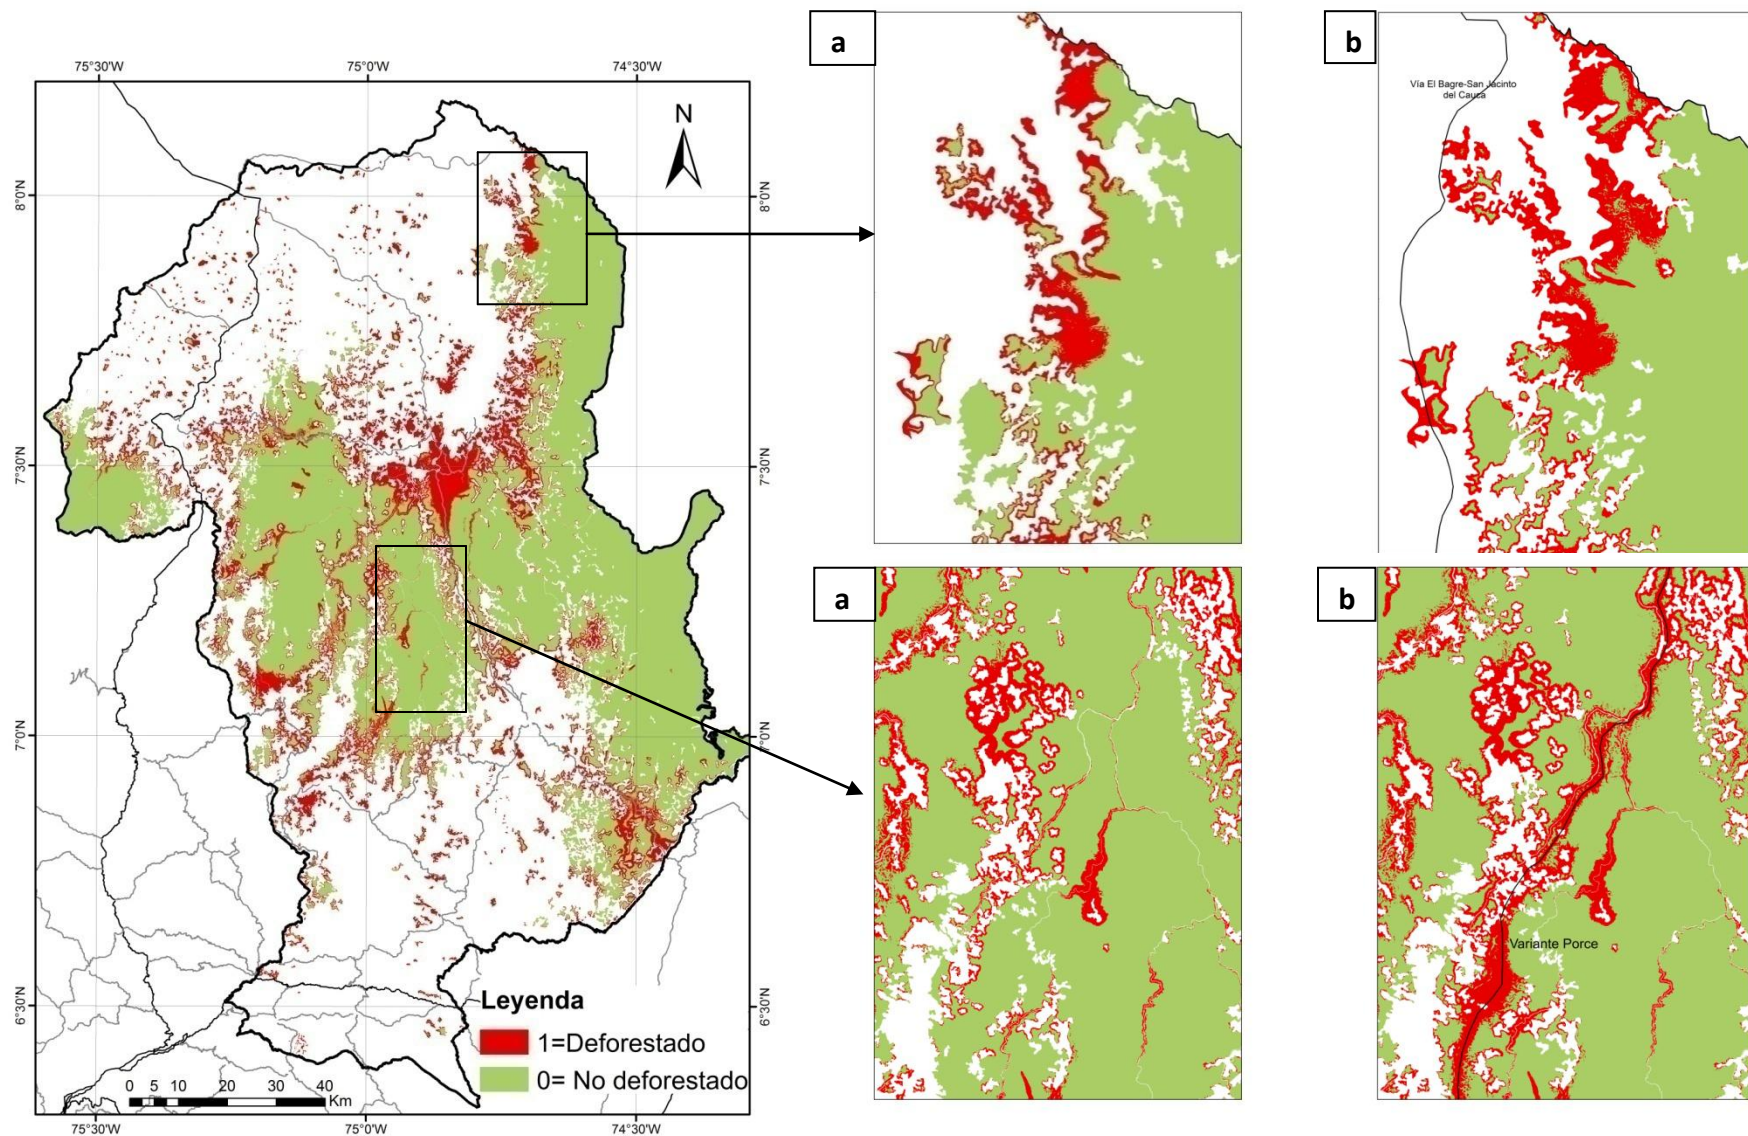 a
b
75°30'W
75°0'W
74°30'W
N
8°0'N
8°0'N
7°30'N
7°30'N
7°0'N
7°0'N
6°30'N
6°30'N
Vía El Bagre-San Jacinto
del Cauca
a
b
Variante Porce
Leyenda
1=Deforestado
0= No deforestado
0 5 10 20 30 40
Km
75°30'W
75°0'W
74°30'W